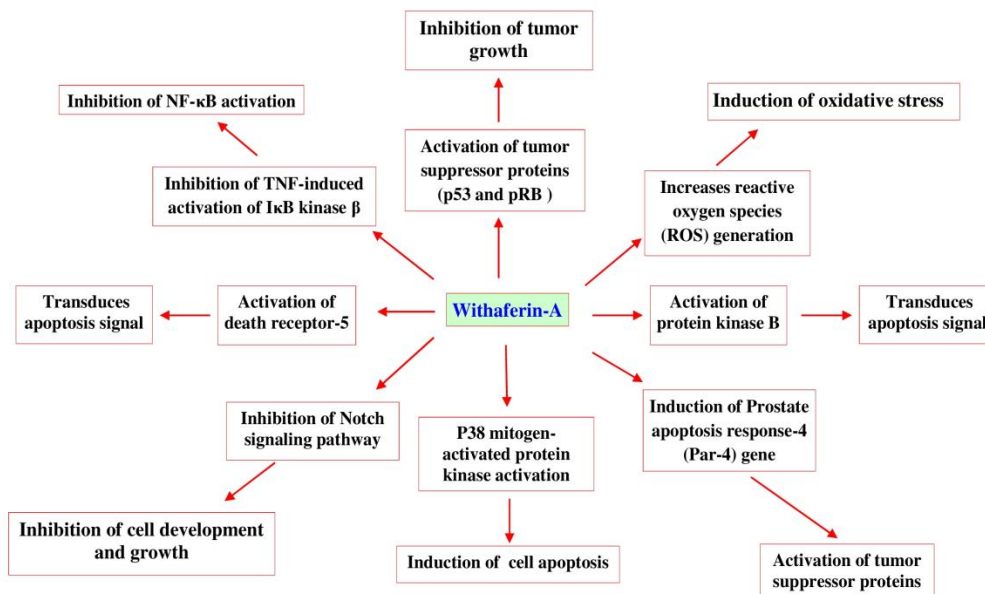 Inhibition of tumor
growth
Inhibition of NF-κB activation
Induction of oxidative stress
Activation of tumor
suppressor proteins
(p53 and pRB )
Inhibition of TNF-induced
activation of IκB kinase β
Increases reactive
oxygen species
(ROS) generation
Transduces
apoptosis signal
Activation of
death receptor-5
Withaferin-A
Activation of
protein kinase B
Transduces
apoptosis signal
Inhibition of Notch
signaling pathway
P38 mitogen-
activated protein
kinase activation
Induction of Prostate
apoptosis response-4
(Par-4) gene
Inhibition of cell development
and growth
Induction of  cell apoptosis
Activation of tumor
suppressor proteins